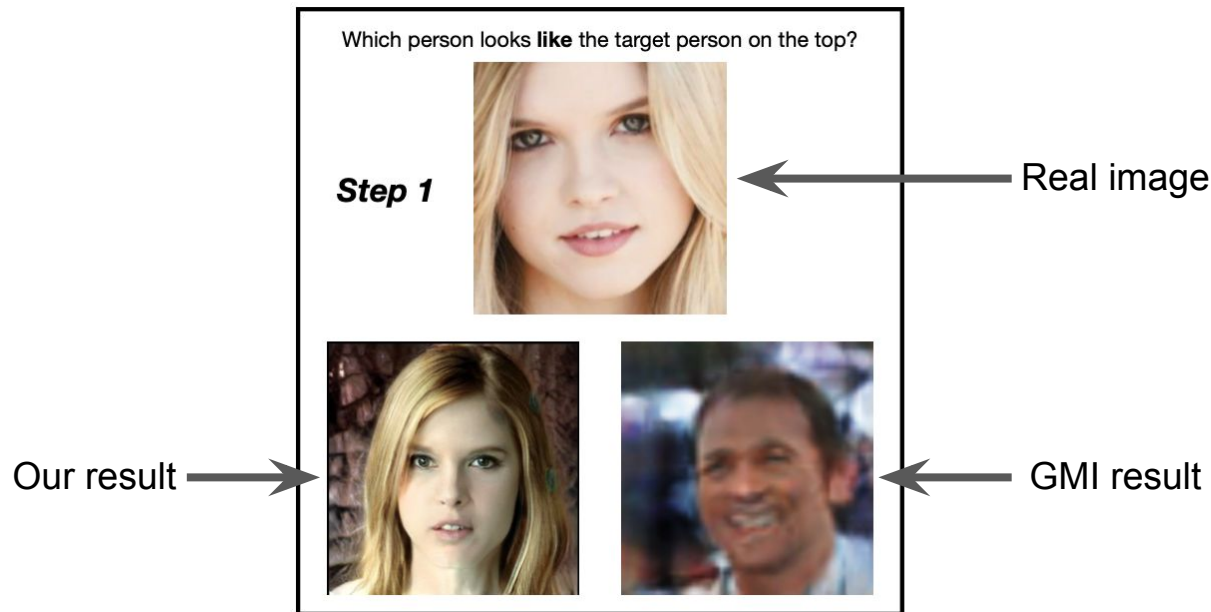 Which person looks like the target person on the top?
Step 1
Real image
Our result
GMI result